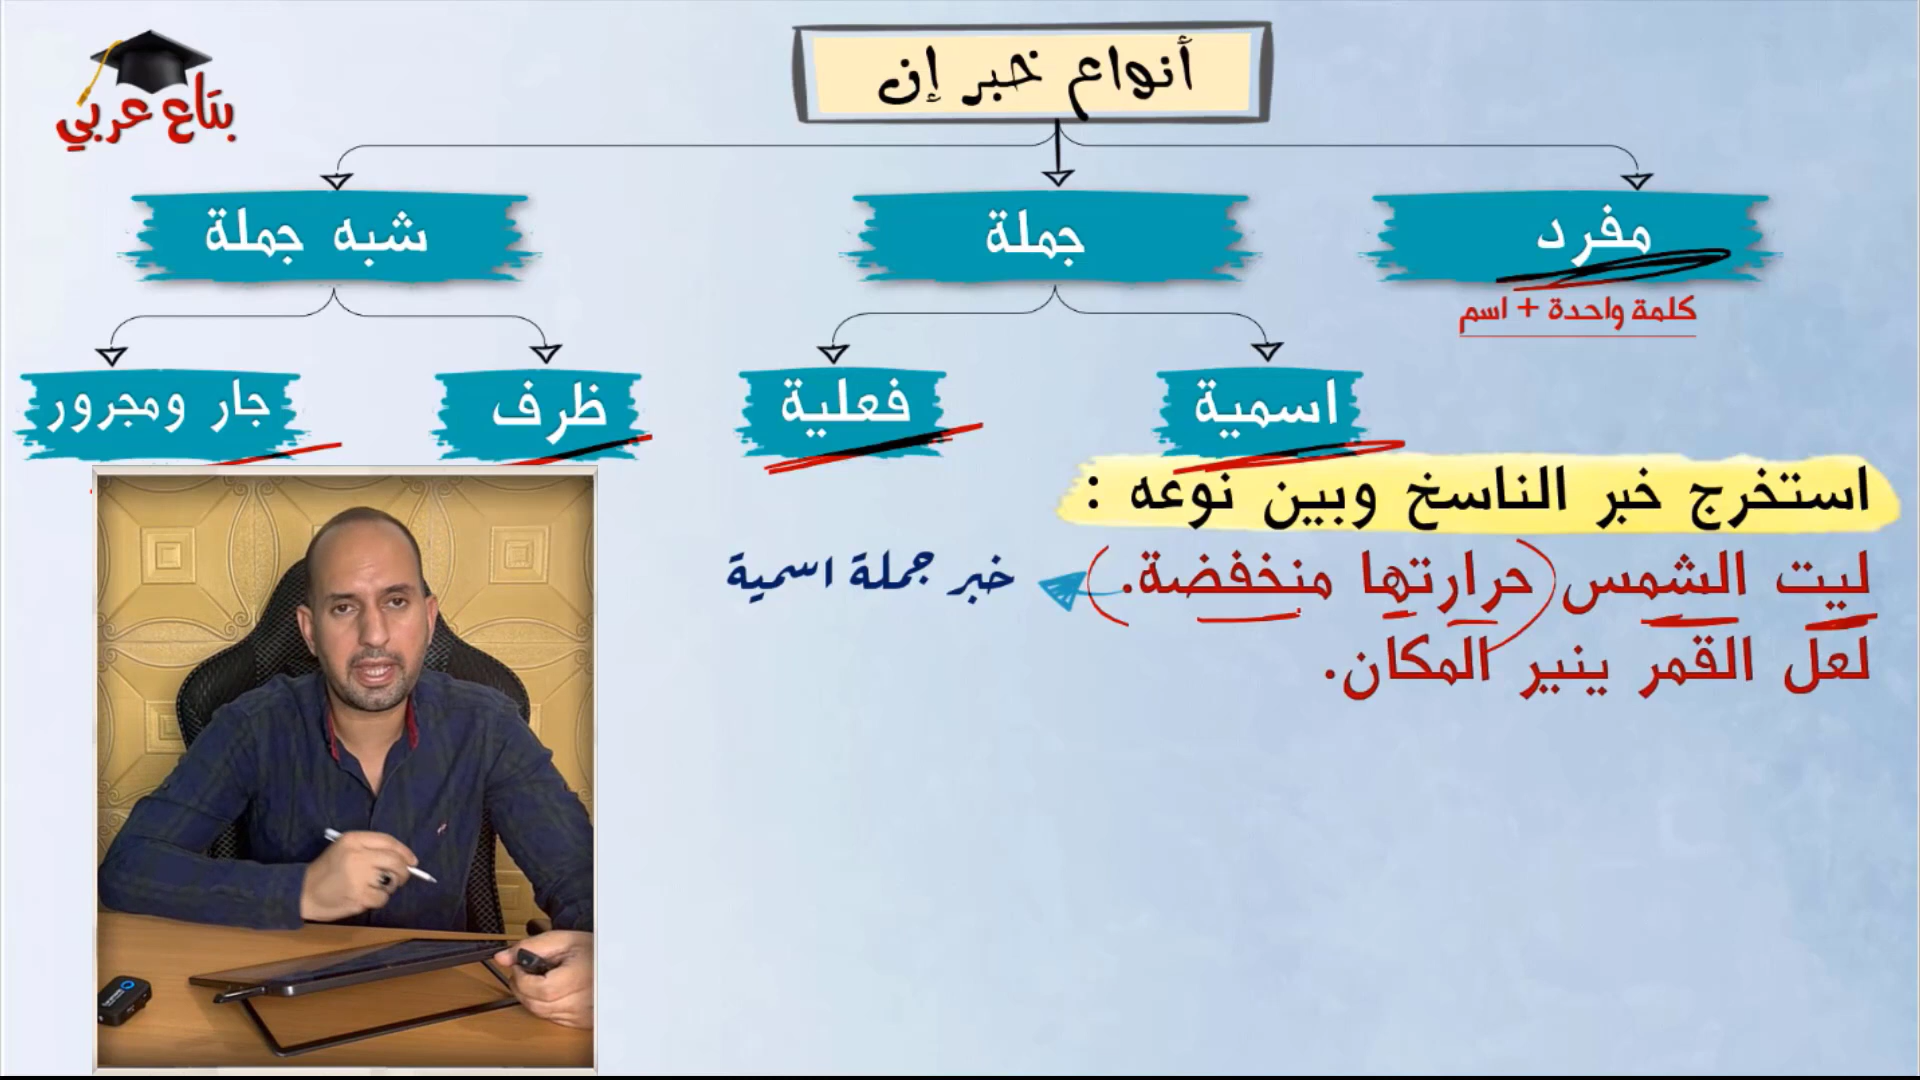 بتاع عربي
أنواع خبر إن
مفرد
جملة
شبه جملة
كلمة واحدة + اسم
اسمية
فعلية
ظرف
جار ومجرور
استخرج خبر الناسخ وبين نوعه :
ليت الشمس (حرارتها منخفضة.) خبر جملة اسمية
لعل القمر ينير المكان.